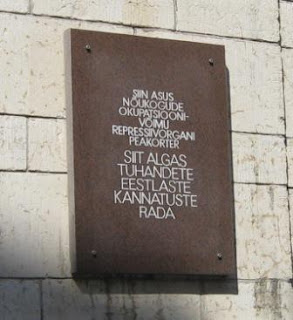 SIIN ASUS
NÕUKOGUDE
OKUPATSIOONI-
VÕIMU
REPRESSIIVORGANI
PEAKORTER
SIIT ALGAS
TUHANDETE
EESTLASTE
KANNATUSTE
RADA